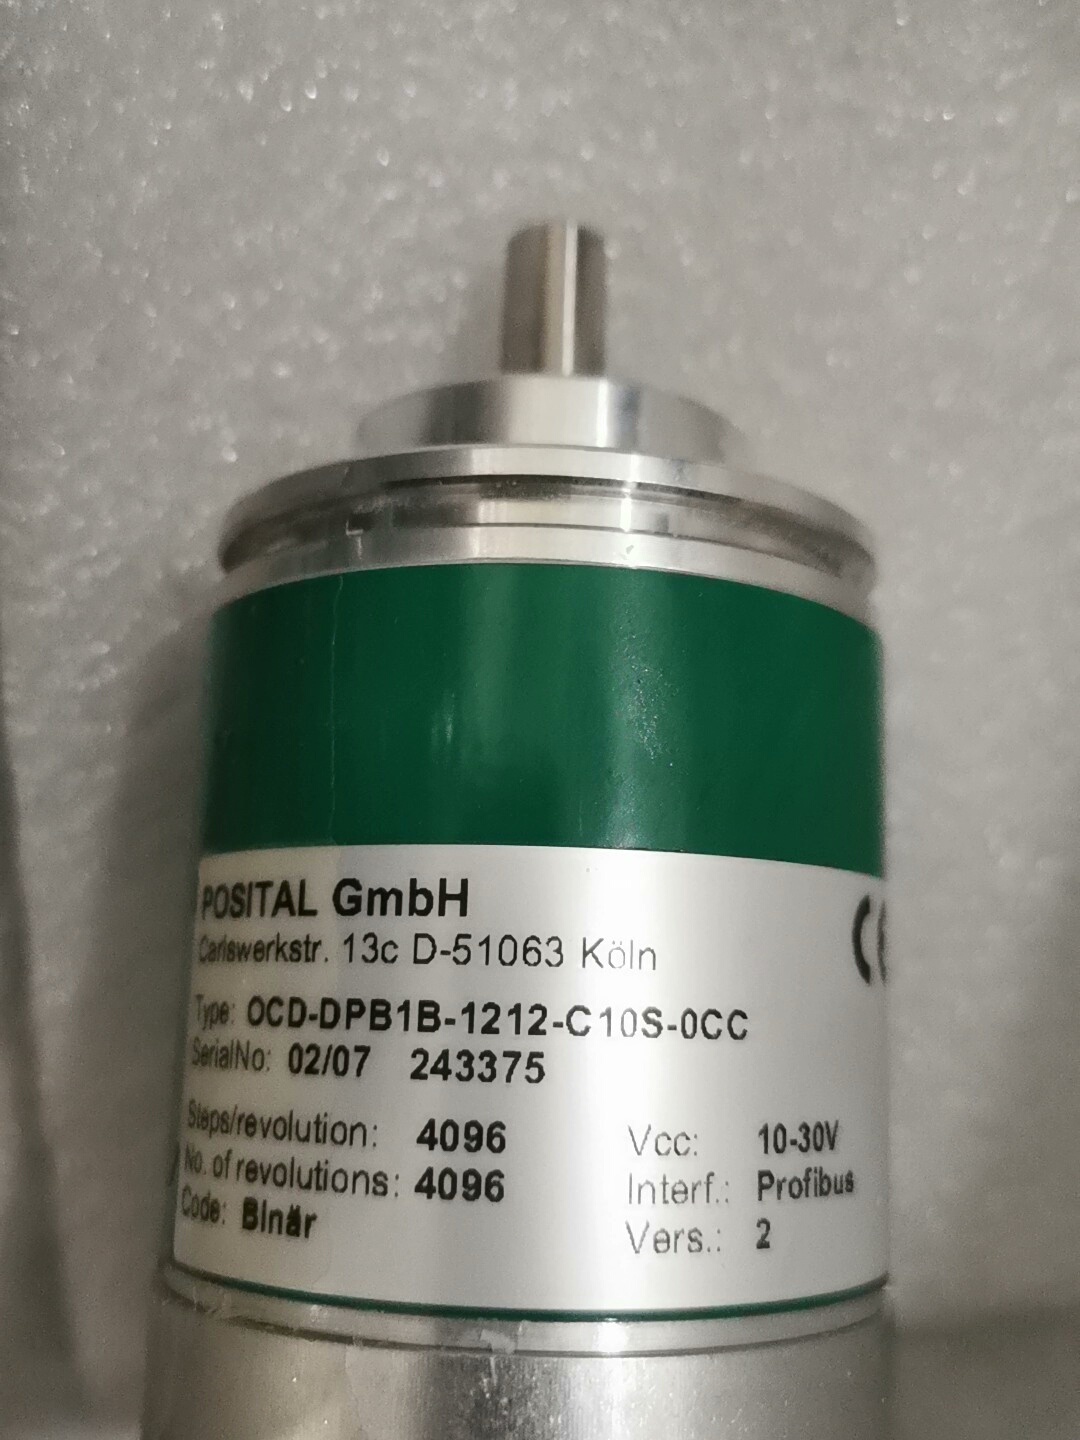 POSITAL GmbH
Carlswerkstr. 13c D-51063 Köln
Type: OCD-DPB1B-1212-C10S-0CC
SerialNo: 02/07 243375
Steps/revolution: 4096
No. of revolutions: 4096
Code: Binär
Vcc: 10-30V
Interf.: Profibus
Vers.: 2
CE